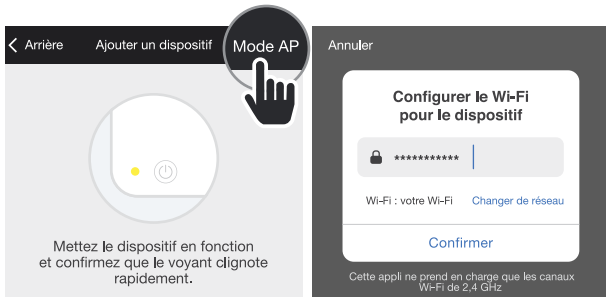 Arrière
Ajouter un dispositif
Mode AP
Mettez le dispositif en fonction
et confirmez que le voyant clignote
rapidement.
Annuler
Configurer le Wi-Fi
pour le dispositif
***********
Wi-Fi : votre Wi-Fi
Changer de réseau
Confirmer
Cette appli ne prend en charge que les canaux
Wi-Fi de 2,4 GHz